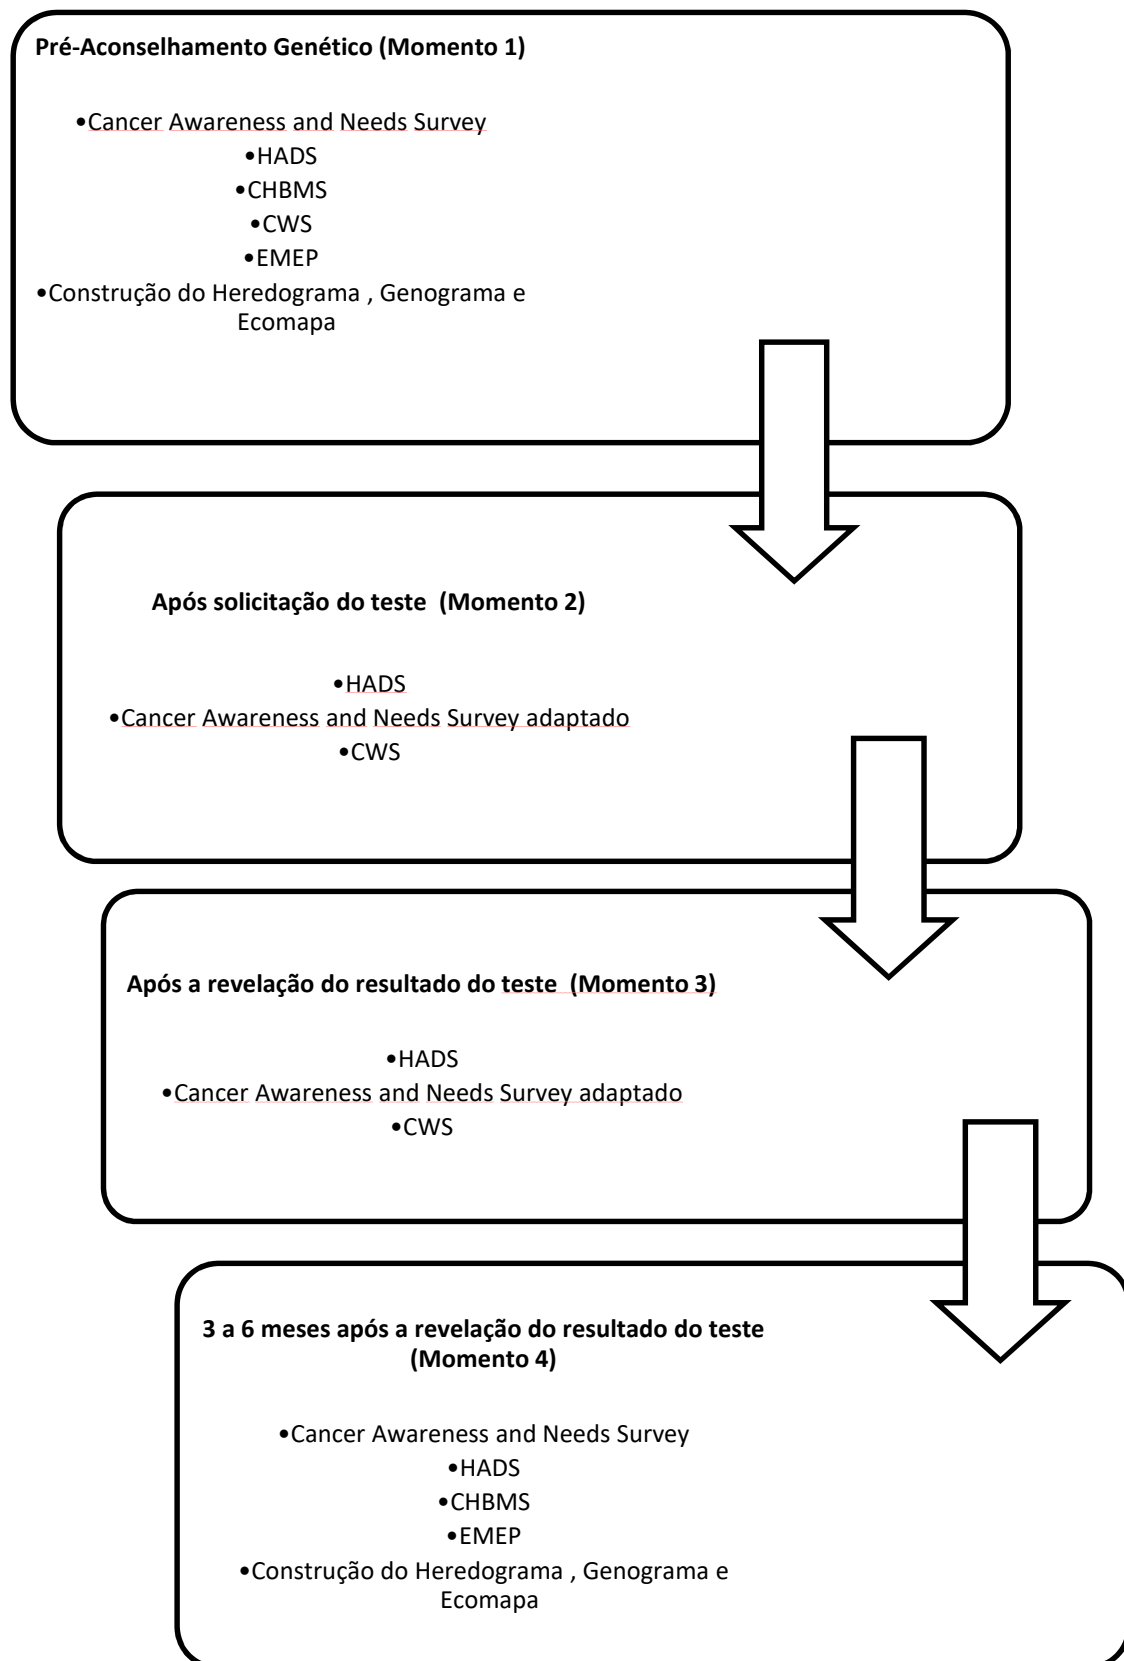 Pré-Aconselhamento Genético (Momento 1)
•Cancer Awareness and Needs Survey
•HADS
•CHBMS
•CWS
•EMEP
•Construção do Heredograma , Genograma e
Ecomapa
Após solicitação do teste  (Momento 2)
•HADS
•Cancer Awareness and Needs Survey adaptado
•CWS
Após a revelação do resultado do teste  (Momento 3)
•HADS
•Cancer Awareness and Needs Survey adaptado
•CWS
3 a 6 meses após a revelação do resultado do teste
(Momento 4)
•Cancer Awareness and Needs Survey
•HADS
•CHBMS
•EMEP
•Construção do Heredograma , Genograma e
Ecomapa